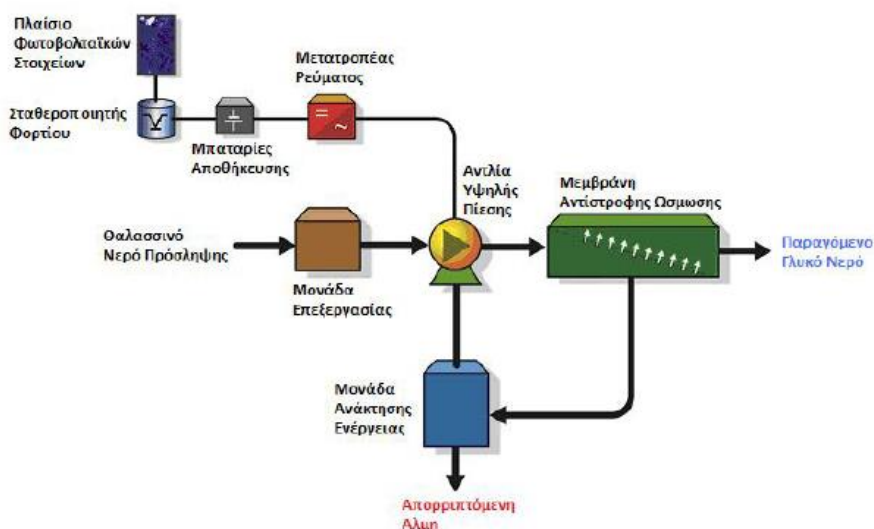 Πλαίσιο
Φωτοβολταϊκών
Στοιχείων
Μετατροπέας
Ρεύματος
Σταθεροποιητής
Φορτίου
Μπαταρίες
Αποθήκευσης
Αντλία
Υψηλής
Πίεσης
Μεμβράνη
Αντίστροφης Ωσμωσης
Θαλασσινό
Νερό Πρόσληψης
Παραγόμενο
Γλυκό Νερό
Μονάδα
Επεξεργασίας
Μονάδα
Ανάκτησης
Ενέργειας
Απορριπτόμενη
Αλμη